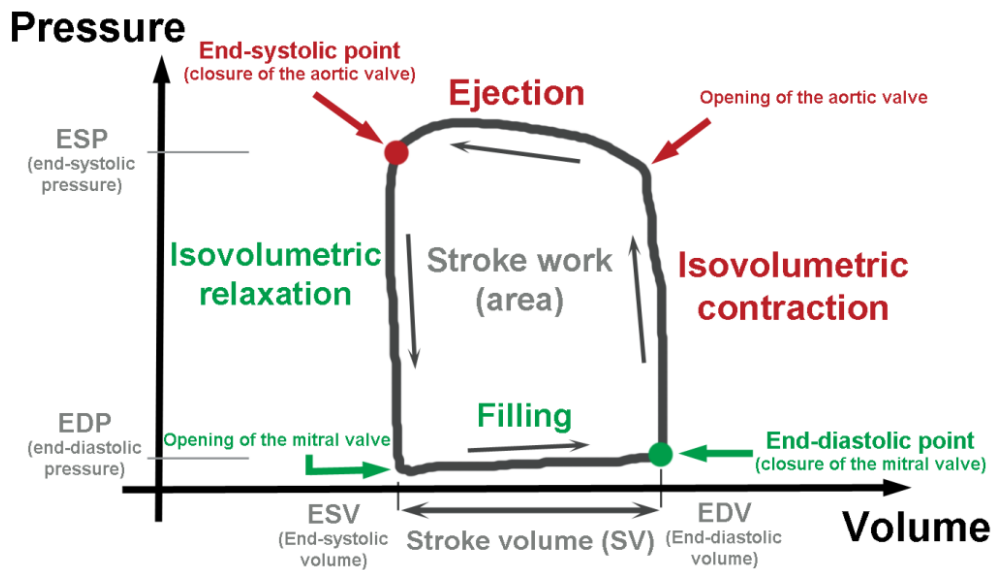 Pressure
End-systolic point
(closure of the aortic valve)
Ejection
Opening of the aortic valve
ESP
(end-systolic
pressure)
Isovolumetric
relaxation
Stroke work
(area)
Isovolumetric
contraction
EDP
(end-diastolic
pressure)
Opening of the mitral valve
Filling
End-diastolic point
(closure of the mitral valve)
ESV
(End-systolic
volume)
Stroke volume (SV)
EDV
(End-diastolic
volume)
Volume